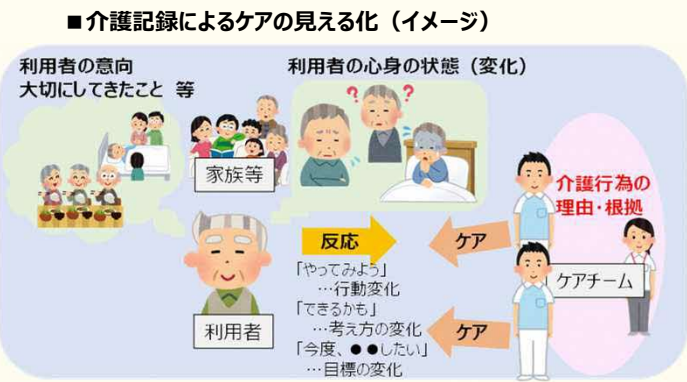 ■介護記録によるケアの見える化（イメージ）
利用者の意向
大切にしてきたこと 等
利用者の心身の状態（変化）
? ?
家族等
介護行為の
理由・根拠
反応
ケア
「やってみよう」
…行動変化
ケアチーム
「できるかも」
…考え方の変化
利用者
ケア
「今度、●●したい」
…目標の変化